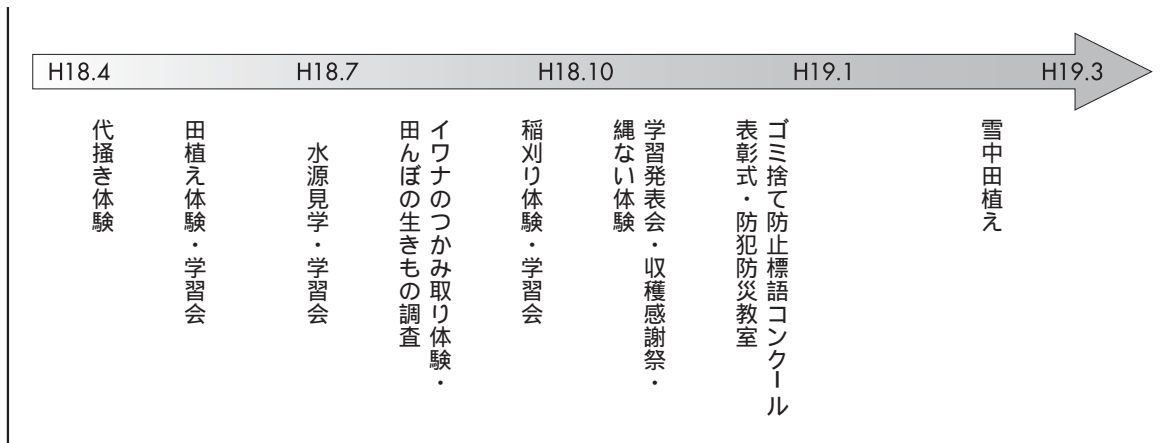 H18.4
H18.7
H18.10
H19.1
H19.3
代掻き体験
田植え体験・学習会
水源見学・学習会
イワナのつかみ取り体験・
田んぼの生きもの調査
稲刈り体験・学習会
学習発表会・収穫感謝祭・
縄ない体験
ゴミ捨て防止標語コンクール
表彰式・防犯防災教室
雪中田植え